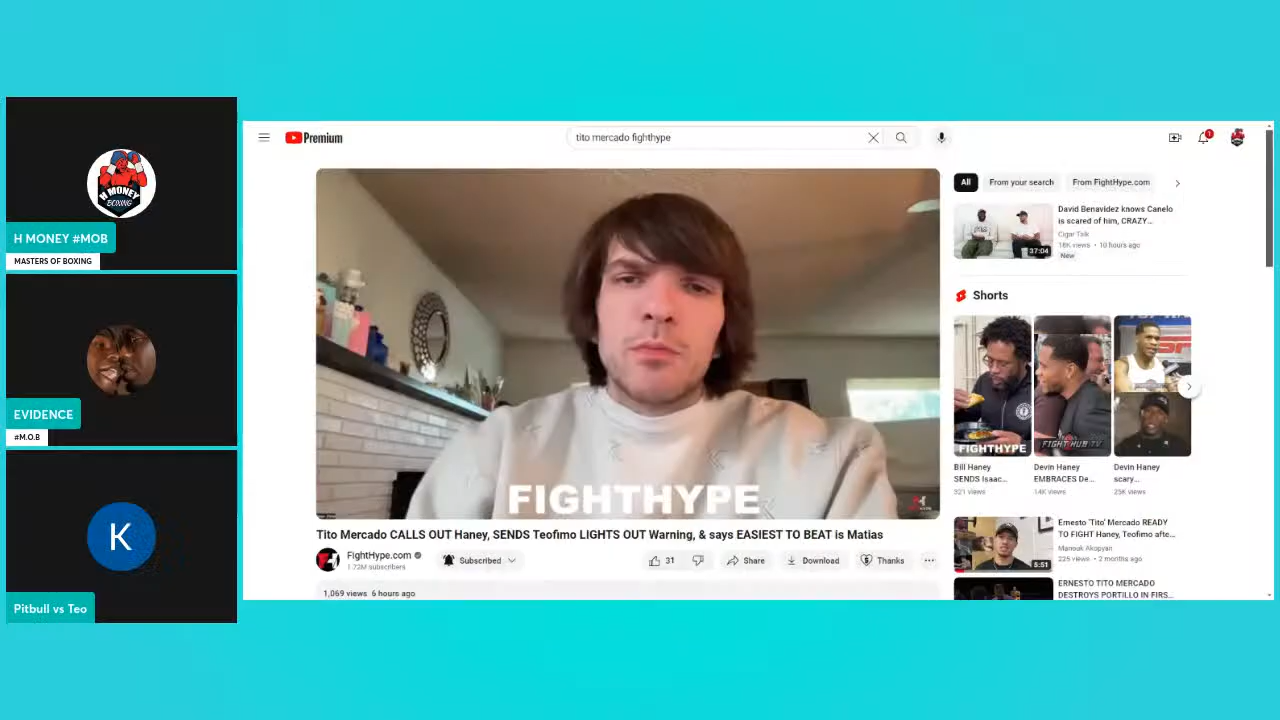 H MONEY
BOXING
H MONEY #MOB
MASTERS OF BOXING
EVIDENCE
#M.O.B
K
Pitbull vs Teo
Premium
tito mercado fighthype
1
FIGHTHYPE
Tito Mercado CALLS OUT Haney, SENDS Teofimo LIGHTS OUT Warning, & says EASIEST TO BEAT is Matias
FightHype.com
1.72M subscribers
Subscribed
31
Share
Download
Thanks
1,069 views 6 hours ago
All
From your search
From FightHype.com
37:04
David Benavidez knows Canelo
is scared of him, CRAZY...
Cigar Talk
18K views • 10 hours ago
New
Shorts
FIGHTHYPE
FIGHT HUB TV
Bill Haney
SENDS Isaac...
321 views
Devin Haney
EMBRACES De...
14K views
Devin Haney
scary...
25K views
5:51
Ernesto 'Tito' Mercado READY
TO FIGHT Haney, Teofimo afte...
Manouk Akopyan
225 views • 2 months ago
ERNESTO TITO MERCADO
DESTROYS PORTILLO IN FIRS...